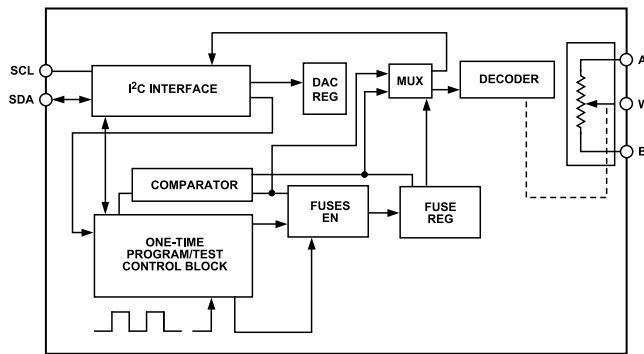 SCL
SDA
I²C INTERFACE
DAC
REG
MUX
DECODER
A
W
B
COMPARATOR
FUSES
EN
FUSE
REG
ONE-TIME
PROGRAM/TEST
CONTROL BLOCK